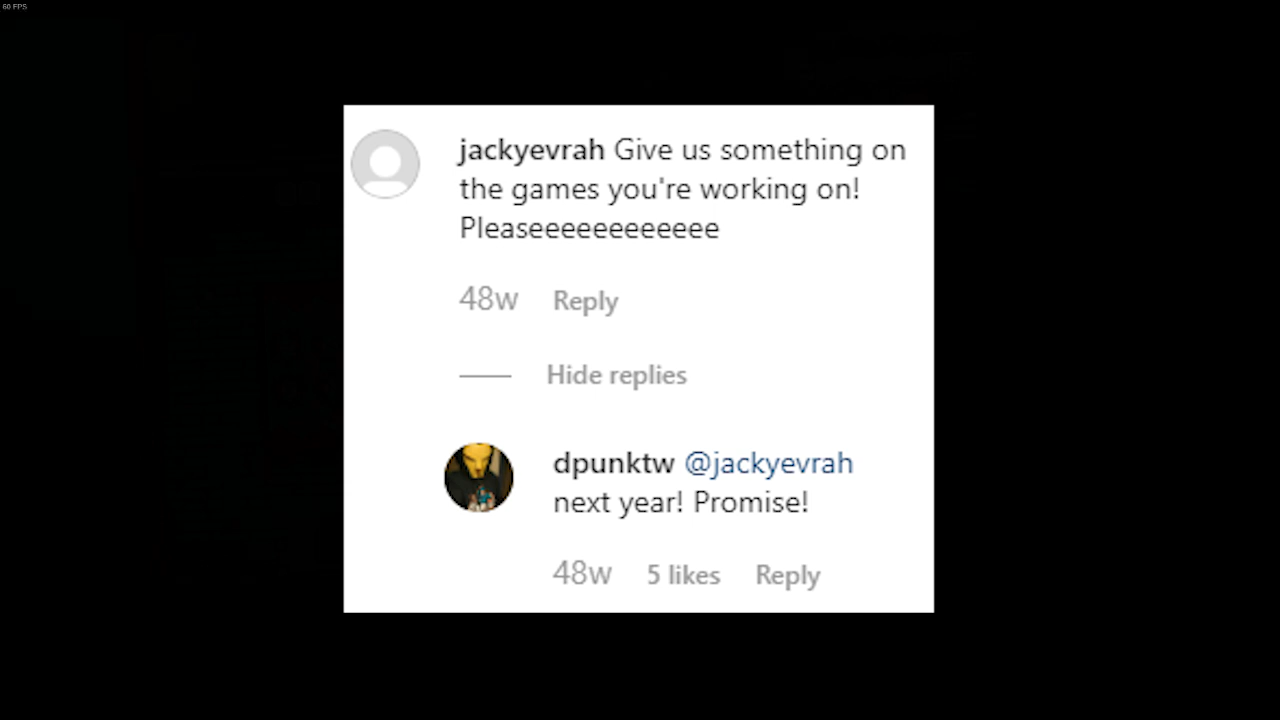 60 FPS
jackyevrah Give us something on
the games you're working on!
Pleaseeeeeeeeeeee
48w Reply
Hide replies
dpunktw @jackyevrah
next year! Promise!
48w 5 likes Reply